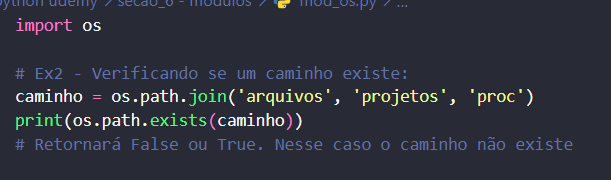 python udemy > secao_6 - modulos > mod_os.py > ...
import os
# Ex2 - Verificando se um caminho existe:
caminho = os.path.join('arquivos', 'projetos', 'proc')
print(os.path.exists(caminho))
# Retornará False ou True. Nesse caso o caminho não existe